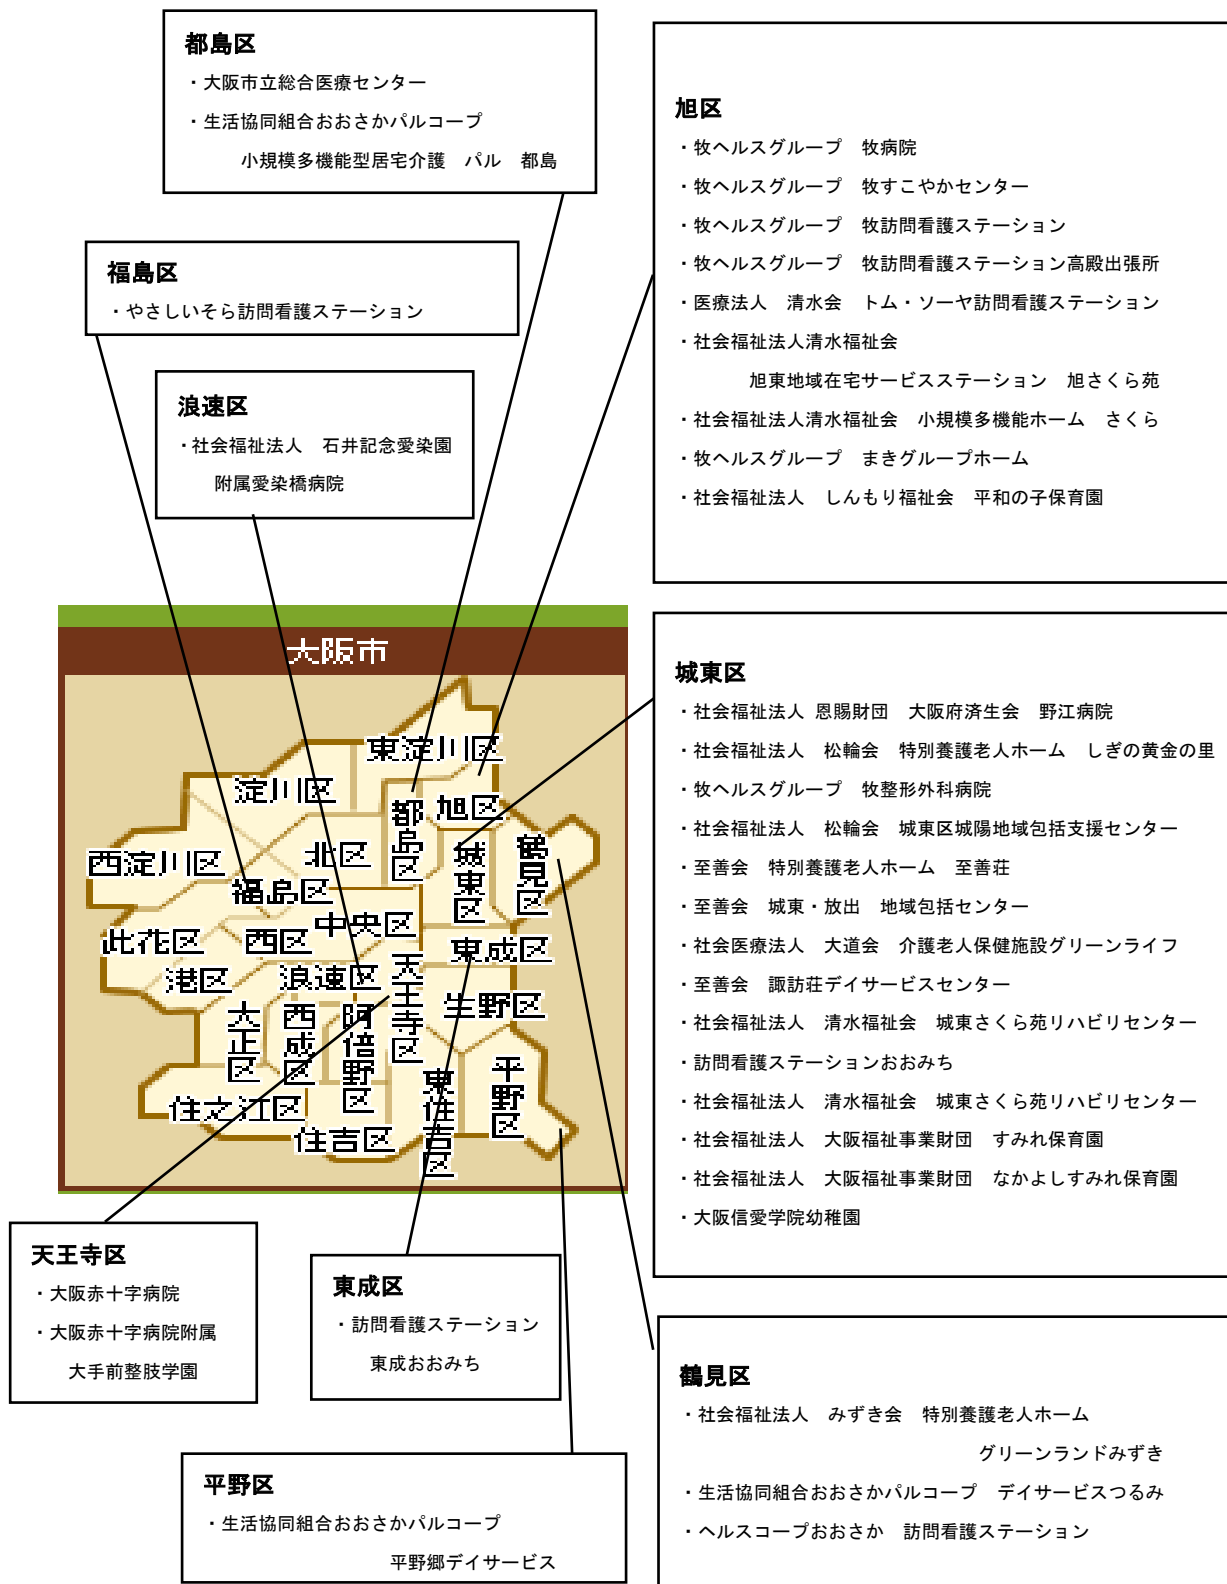 都島区
・大阪市立総合医療センター
・生活協同組合おおさかパルコープ
小規模多機能型居宅介護　パル　都島
福島区
・やさしいそら訪問看護ステーション
浪速区
・社会福祉法人　石井記念愛染園
附属愛染橋病院
旭区
・牧ヘルスグループ　牧病院
・牧ヘルスグループ　牧すこやかセンター
・牧ヘルスグループ　牧訪問看護ステーション
・牧ヘルスグループ　牧訪問看護ステーション高殿出張所
・医療法人　清水会　トム・ソーヤ訪問看護ステーション
・社会福祉法人清水福祉会
旭東地域在宅サービスステーション　旭さくら苑
・社会福祉法人清水福祉会　小規模多機能ホーム　さくら
・牧ヘルスグループ　まきグループホーム
・社会福祉法人　しんもり福祉会　平和の子保育園
大阪市
東淀川区
淀川区
都島区
旭区
西淀川区
北区
城東区
鶴見区
福島区
此花区
西区
中央区
東成区
港区
浪速区
天王寺区
生野区
大正区
西成区
阿倍野区
住之江区
住吉区
東住吉区
平野区
城東区
・社会福祉法人 恩賜財団　大阪府済生会　野江病院
・社会福祉法人　松輪会　特別養護老人ホーム　しぎの黄金の里
・牧ヘルスグループ　牧整形外科病院
・社会福祉法人　松輪会　城東区城陽地域包括支援センター
・至善会　特別養護老人ホーム　至善荘
・至善会　城東・放出　地域包括センター
・社会医療法人　大道会　介護老人保健施設グリーンライフ
・至善会　諏訪荘デイサービスセンター
・社会福祉法人　清水福祉会　城東さくら苑リハビリセンター
・訪問看護ステーションおおみち
・社会福祉法人　清水福祉会　城東さくら苑リハビリセンター
・社会福祉法人　大阪福祉事業財団　すみれ保育園
・社会福祉法人　大阪福祉事業財団　なかよしすみれ保育園
・大阪信愛学院幼稚園
天王寺区
・大阪赤十字病院
・大阪赤十字病院附属
大手前整肢学園
東成区
・訪問看護ステーション
東成おおみち
鶴見区
・社会福祉法人　みずき会　特別養護老人ホーム
グリーンランドみずき
・生活協同組合おおさかパルコープ　デイサービスつるみ
・ヘルスコープおおさか　訪問看護ステーション
平野区
・生活協同組合おおさかパルコープ
平野郷デイサービス